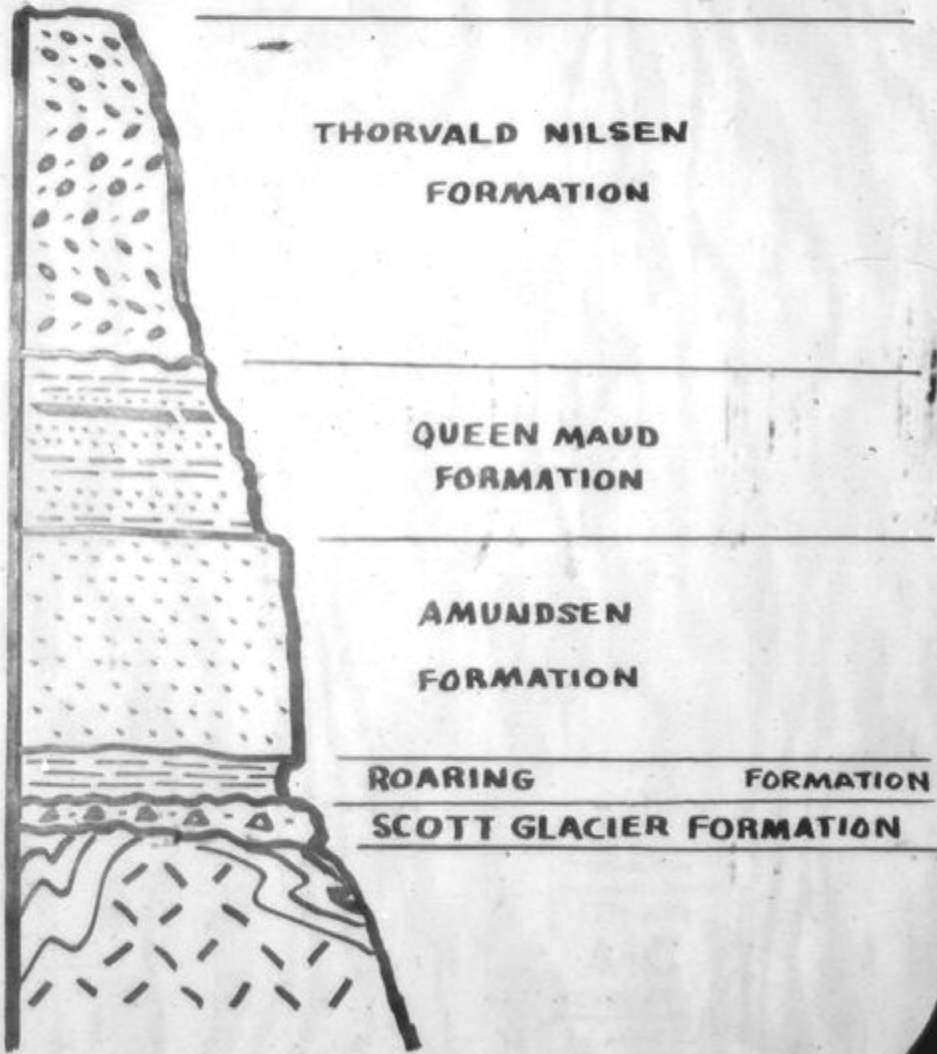 THORVALD NILSEN
FORMATION
QUEEN MAUD
FORMATION
AMUNDSEN
FORMATION
ROARING FORMATION
SCOTT GLACIER FORMATION